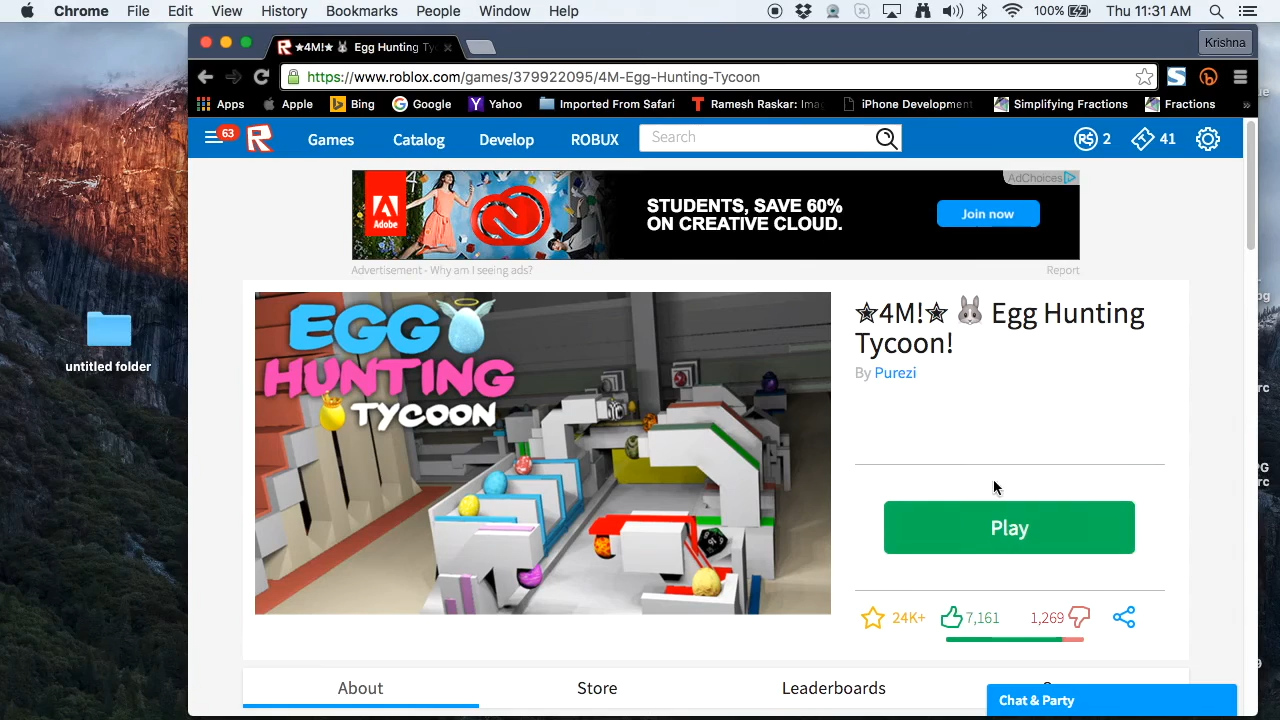 Chrome File Edit View History Bookmarks People Window Help 100% Thu 11:31 AM
★4M!★ 🐰 Egg Hunting Ty
Krishna
https://www.roblox.com/games/379922095/4M-Egg-Hunting-Tycoon
Apps Apple Bing Google Yahoo Imported From Safari Ramesh Raskar: Ima iPhone Development Simplifying Fractions Fractions »
63 Games Catalog Develop ROBUX Search R$ 2 41
AdChoices
Adobe
STUDENTS, SAVE 60%
ON CREATIVE CLOUD.
Join now
Advertisement - Why am I seeing ads? Report
EGG
HUNTING
TYCOON
✯4M!✯ 🐰 Egg Hunting
Tycoon!
By Purezi
Play
24K+ 7,161 1,269
untitled folder
About Store Leaderboards
Chat & Party